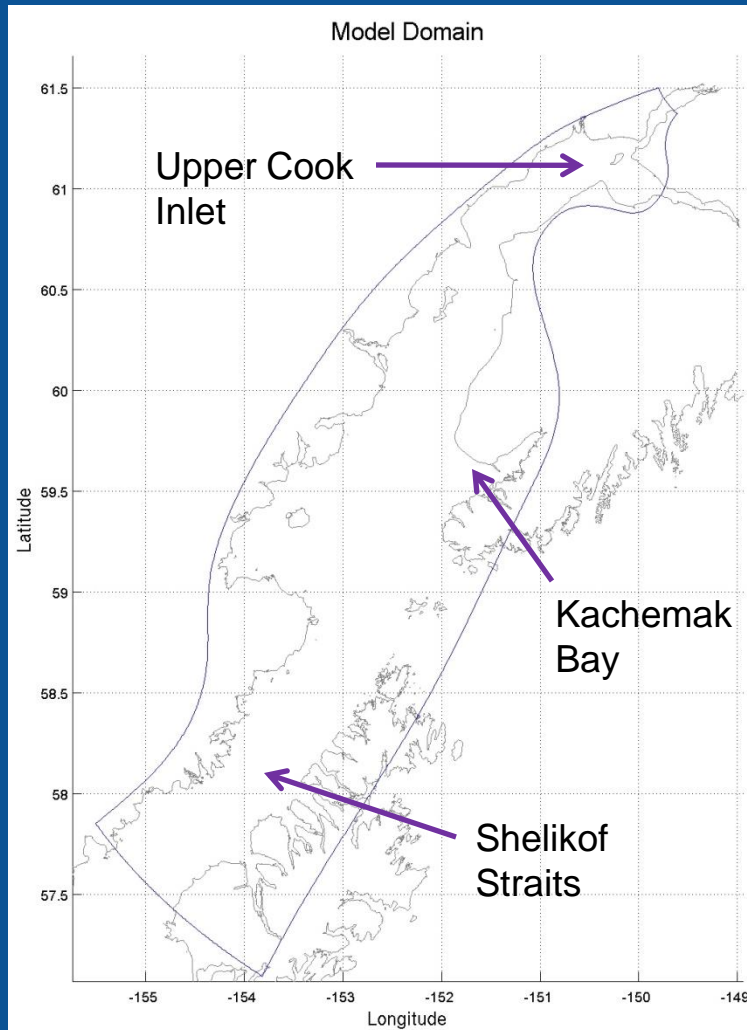 Model Domain
61.5
61
60.5
60
59.5
59
58.5
58
57.5
Latitude
Upper Cook
Inlet
Kachemak
Bay
Shelikof
Straits
-155
-154
-153
-152
-151
-150
-149
Longitude